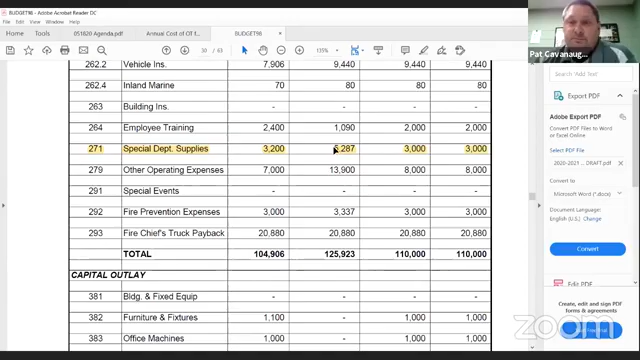 BUDGET96 - Adobe Acrobat Reader DC
File Edit View Window Help
051820 Agenda.pdf
Annual Cost of OT f...
BUDGET96
30 / 63
135%
262.2 Vehicle Ins. 7,906 9,440 9,440 9,440
262.4 Inland Marine 70 80 80 80
263 Building Ins. - - - -
264 Employee Training 2,400 1,090 2,000 2,000
271 Special Dept. Supplies 3,200 287 3,000 3,000
279 Other Operating Expenses 7,000 13,900 8,000 8,000
291 Special Events - - - -
292 Fire Prevention Expenses 3,000 3,337 3,000 3,000
293 Fire Chief's Truck Payback 20,880 20,880 20,880 20,880
TOTAL 104,906 125,923 110,000 110,000
CAPITAL OUTLAY
381 Bldg. & Fixed Equip - - - -
382 Furniture & Fixtures 1,100 - 1,000 1,000
383 Office Machines 1,000 - 1,000 1,000
Pat Cavanaug...
Export PDF
Adobe Export PDF
Convert PDF Files to Word or Excel Online
Select PDF File
2020-2021 ... DRAFT.pdf
Convert to
Microsoft Word (*.docx)
Document Language:
English (U.S.) Change
Convert
Edit PDF
Create, edit and sign PDF forms & agreements
zoom